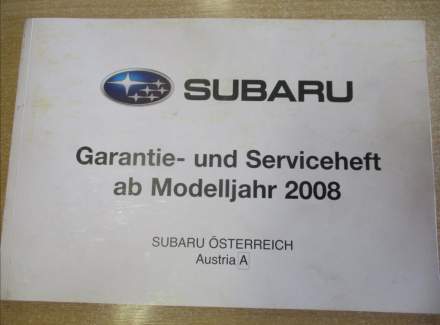 SUBARU
Garantie- und Serviceheft
ab Modelljahr 2008
SUBARU ÖSTERREICH
Austria A